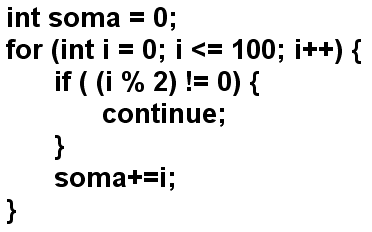 int soma = 0;
for (int i = 0; i <= 100; i++) {
if ( (i % 2) != 0) {
continue;
}
soma+=i;
}